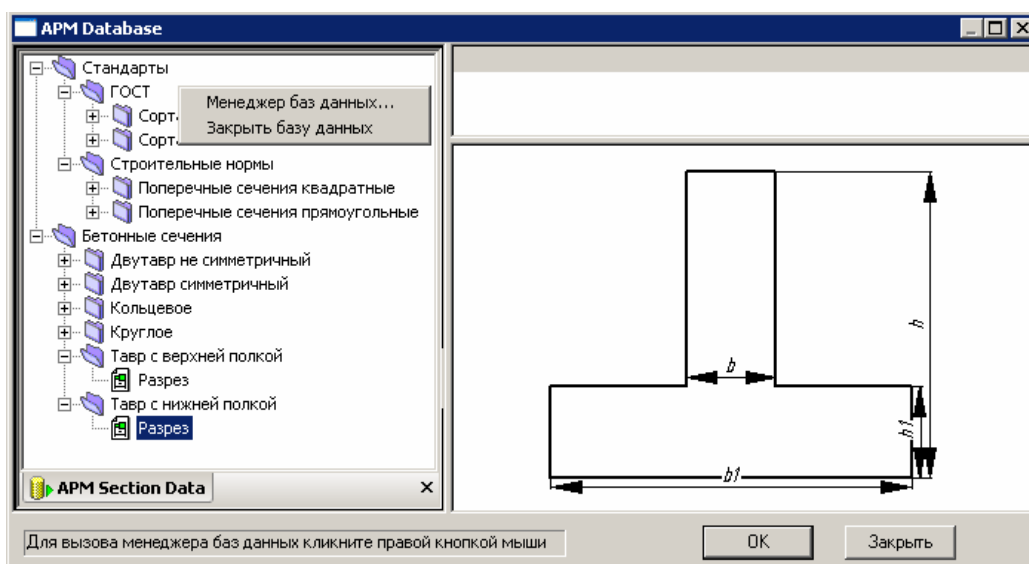 APM Database
Стандарты
ГОСТ
Менеджер баз данных...
Сорт
Закрыть базу данных
Сорт
Строительные нормы
Поперечные сечения квадратные
Поперечные сечения прямоугольные
Бетонные сечения
Двутавр не симметричный
Двутавр симметричный
Кольцевое
Круглое
Тавр с верхней полкой
Разрез
Тавр с нижней полкой
Разрез
APM Section Data
h
b
h1
b1
Для вызова менеджера баз данных кликните правой кнопкой мыши
OK
Закрыть